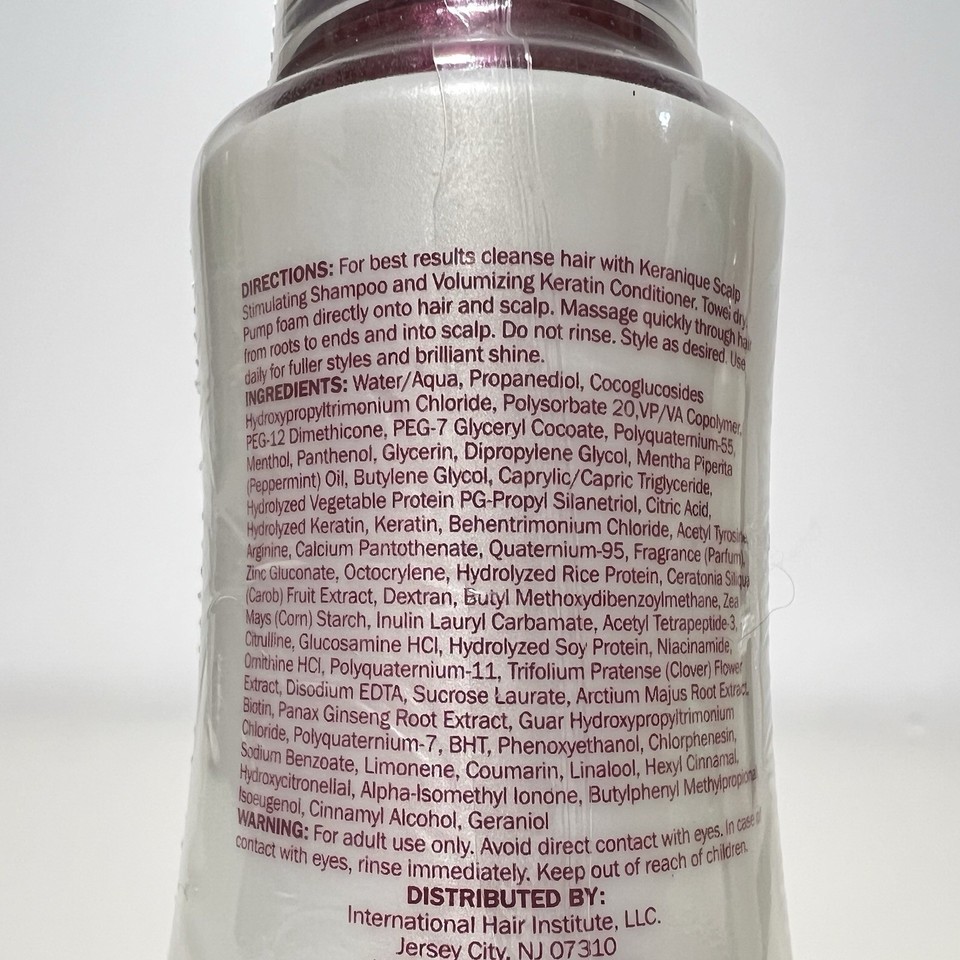 DIRECTIONS: For best results cleanse hair with Keranique Scalp
Stimulating Shampoo and Volumizing Keratin Conditioner. Towel dry.
Pump foam directly onto hair and scalp. Massage quickly through hair
from roots to ends and into scalp. Do not rinse. Style as desired. Use
daily for fuller styles and brilliant shine.
INGREDIENTS: Water/Aqua, Propanediol, Cocoglucosides
Hydroxypropyltrimonium Chloride, Polysorbate 20,VP/VA Copolymer,
PEG-12 Dimethicone, PEG-7 Glyceryl Cocoate, Polyquaternium-55,
Menthol, Panthenol, Glycerin, Dipropylene Glycol, Mentha Piperita
(Peppermint) Oil, Butylene Glycol, Caprylic/Capric Triglyceride,
Hydrolyzed Vegetable Protein PG-Propyl Silanetriol, Citric Acid,
Hydrolyzed Keratin, Keratin, Behentrimonium Chloride, Acetyl Tyrosine,
Arginine, Calcium Pantothenate, Quaternium-95, Fragrance (Parfum),
Zinc Gluconate, Octocrylene, Hydrolyzed Rice Protein, Ceratonia Siliqua
(Carob) Fruit Extract, Dextran, Butyl Methoxydibenzoylmethane, Zea
Mays (Corn) Starch, Inulin Lauryl Carbamate, Acetyl Tetrapeptide-3,
Citrulline, Glucosamine HCl, Hydrolyzed Soy Protein, Niacinamide,
Ornithine HCl, Polyquaternium-11, Trifolium Pratense (Clover) Flower
Extract, Disodium EDTA, Sucrose Laurate, Arctium Majus Root Extract,
Biotin, Panax Ginseng Root Extract, Guar Hydroxypropyltrimonium
Chloride, Polyquaternium-7, BHT, Phenoxyethanol, Chlorphenesin,
Sodium Benzoate, Limonene, Coumarin, Linalool, Hexyl Cinnamal,
Hydroxycitronellal, Alpha-Isomethyl Ionone, Butylphenyl Methylpropional
Isoeugenol, Cinnamyl Alcohol, Geraniol
WARNING: For adult use only. Avoid direct contact with eyes. In case of
contact with eyes, rinse immediately. Keep out of reach of children.
DISTRIBUTED BY:
International Hair Institute, LLC.
Jersey City, NJ 07310